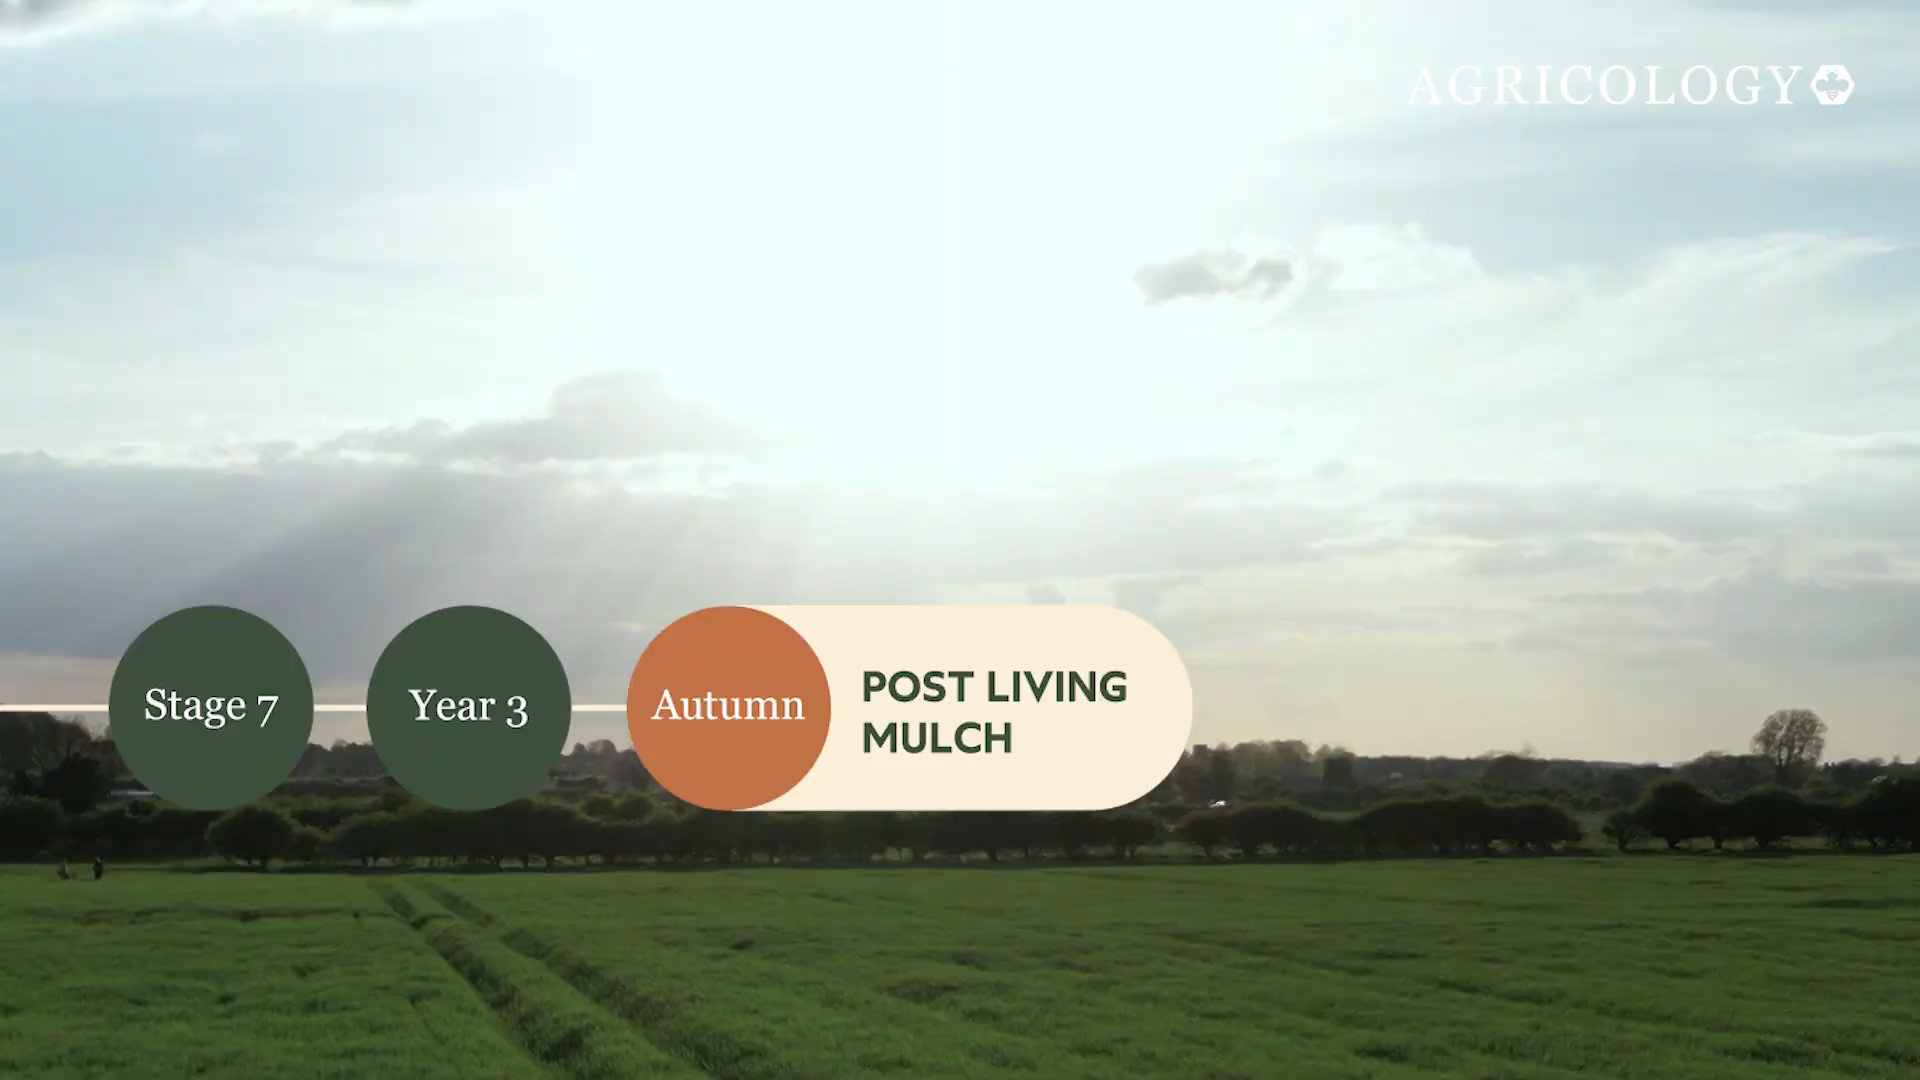 AGRICOLOGY
Stage 7
Year 3
Autumn
POST LIVING
MULCH